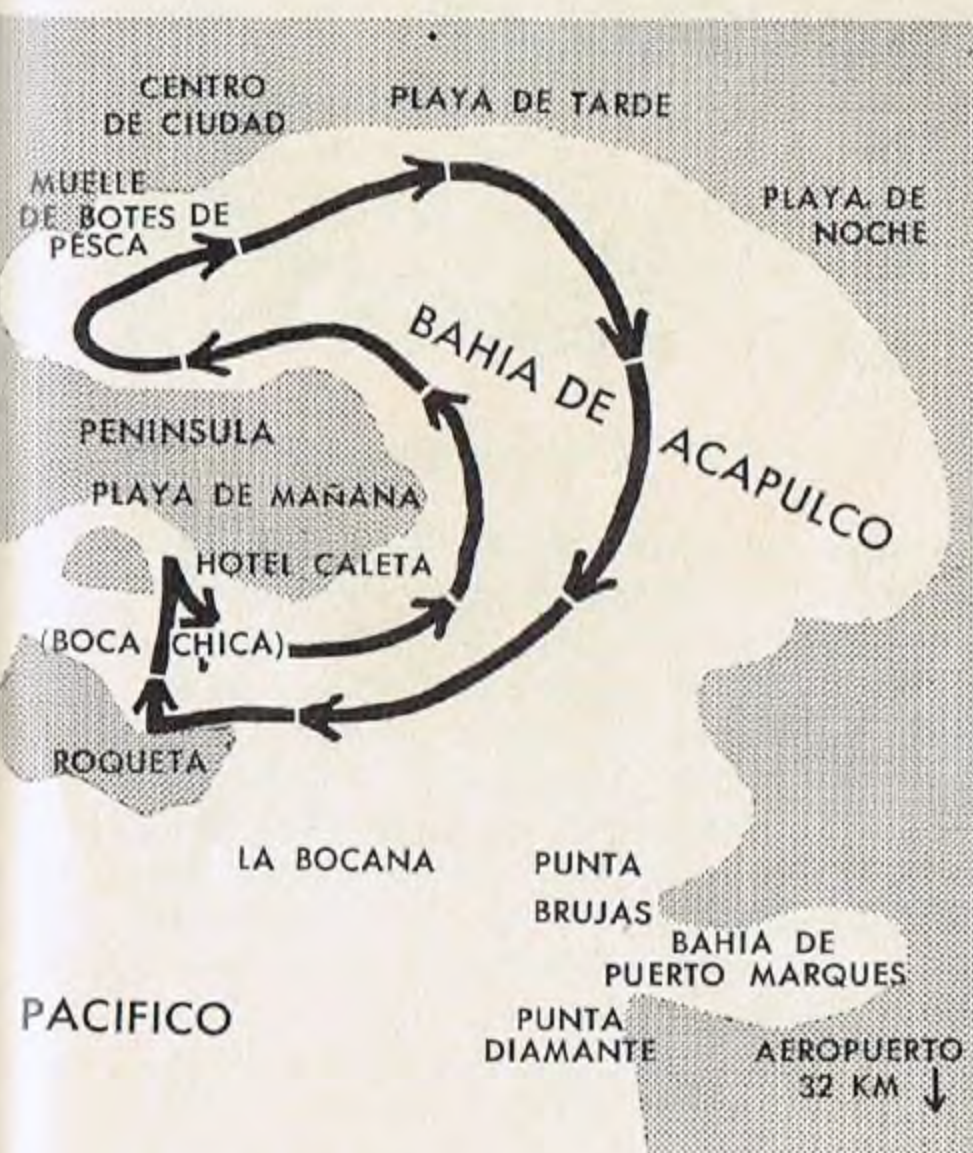 CENTRO
DE CIUDAD
PLAYA DE TARDE
MUELLE
DE BOTES DE
PESCA
PLAYA DE
NOCHE
BAHIA DE
ACAPULCO
PENINSULA
PLAYA DE MAÑANA
HOTEL CALETA
(BOCA CHICA)
ROQUETA
LA BOCANA
PUNTA
BRUJAS
BAHIA DE
PUERTO MARQUES
PACIFICO
PUNTA
DIAMANTE
AEROPUERTO
32 KM